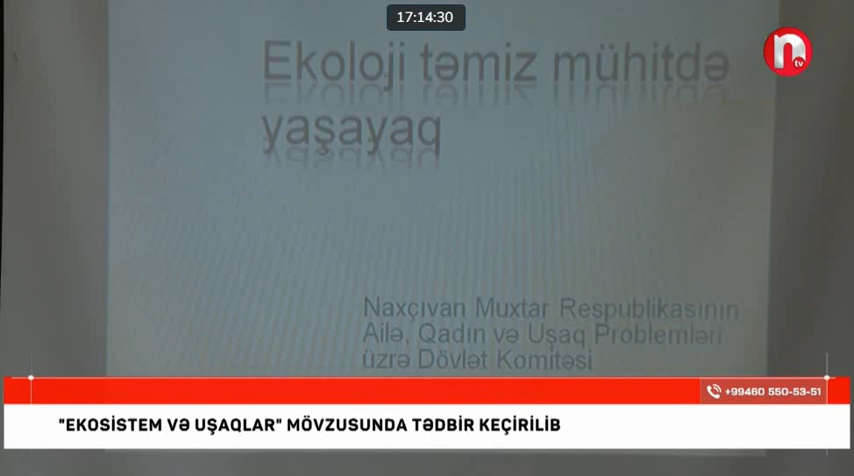 17:14:30
n
tv
Ekoloji təmiz mühitdə
yaşayaq
Naxçıvan Muxtar Respublikasının
Ailə, Qadın və Uşaq Problemləri
üzrə Dövlət Komitəsi
+99460 550-53-51
"EKOSİSTEM VƏ UŞAQLAR" MÖVZUSUNDA TƏDBİR KEÇİRİLİB